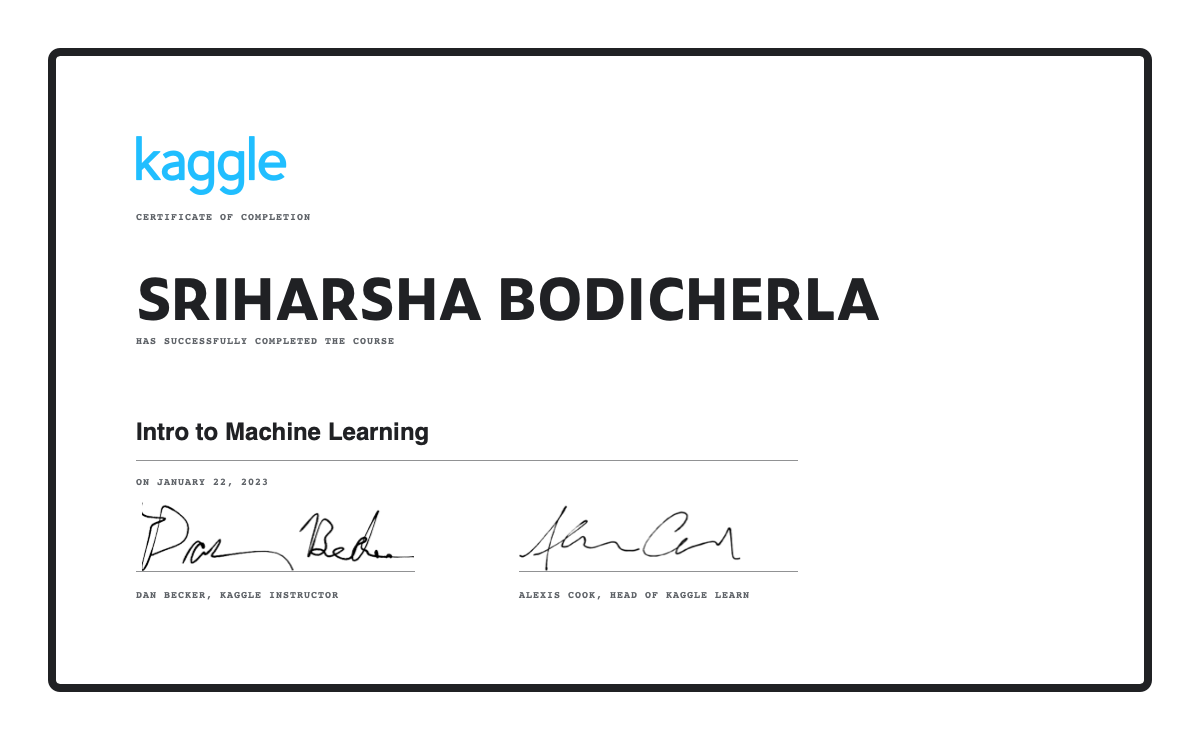 kaggle
CERTIFICATE OF COMPLETION
SRIHARSHA BODICHERLA
HAS SUCCESSFULLY COMPLETED THE COURSE
Intro to Machine Learning
ON JANUARY 22, 2023
Dan Becker
Alexis Cook
DAN BECKER, KAGGLE INSTRUCTOR
ALEXIS COOK, HEAD OF KAGGLE LEARN